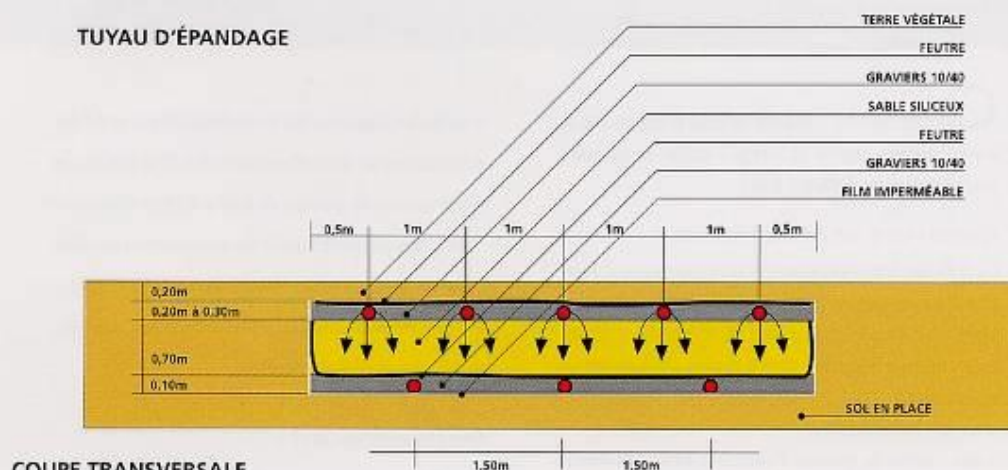 TUYAU D'ÉPANDAGE
TERRE VÉGÉTALE
FEUTRE
GRAVIERS 10/40
SABLE SILICEUX
FEUTRE
GRAVIERS 10/40
FILM IMPERMÉABLE
0,5m 1m 1m 1m 1m 0,5m
0,20m
0,20m à 0,30m
0,70m
0,10m
SOL EN PLACE
COUPE TRANSVERSALE
1,50m 1,50m